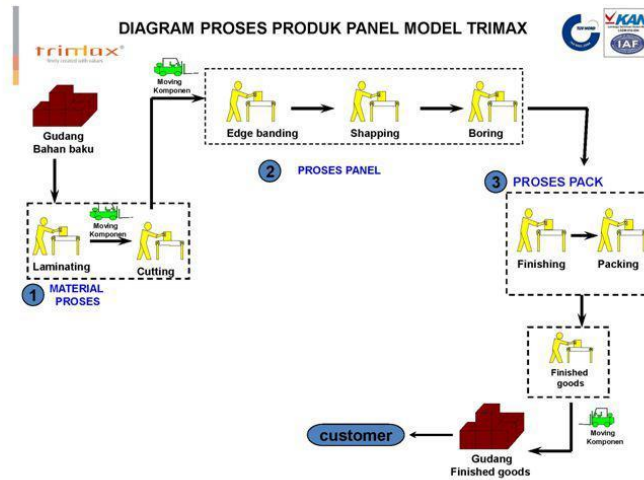 DIAGRAM PROSES PRODUK PANEL MODEL TRIMAX
trimax®
KAN
IAF
Moving
Komponen
Gudang
Bahan baku
Edge banding
Shapping
Boring
2
PROSES PANEL
3
PROSES PACK
Moving
Komponen
Laminating
Cutting
1
MATERIAL
PROSES
Finishing
Packing
Finished
goods
Moving
Komponen
customer
Gudang
Finished goods